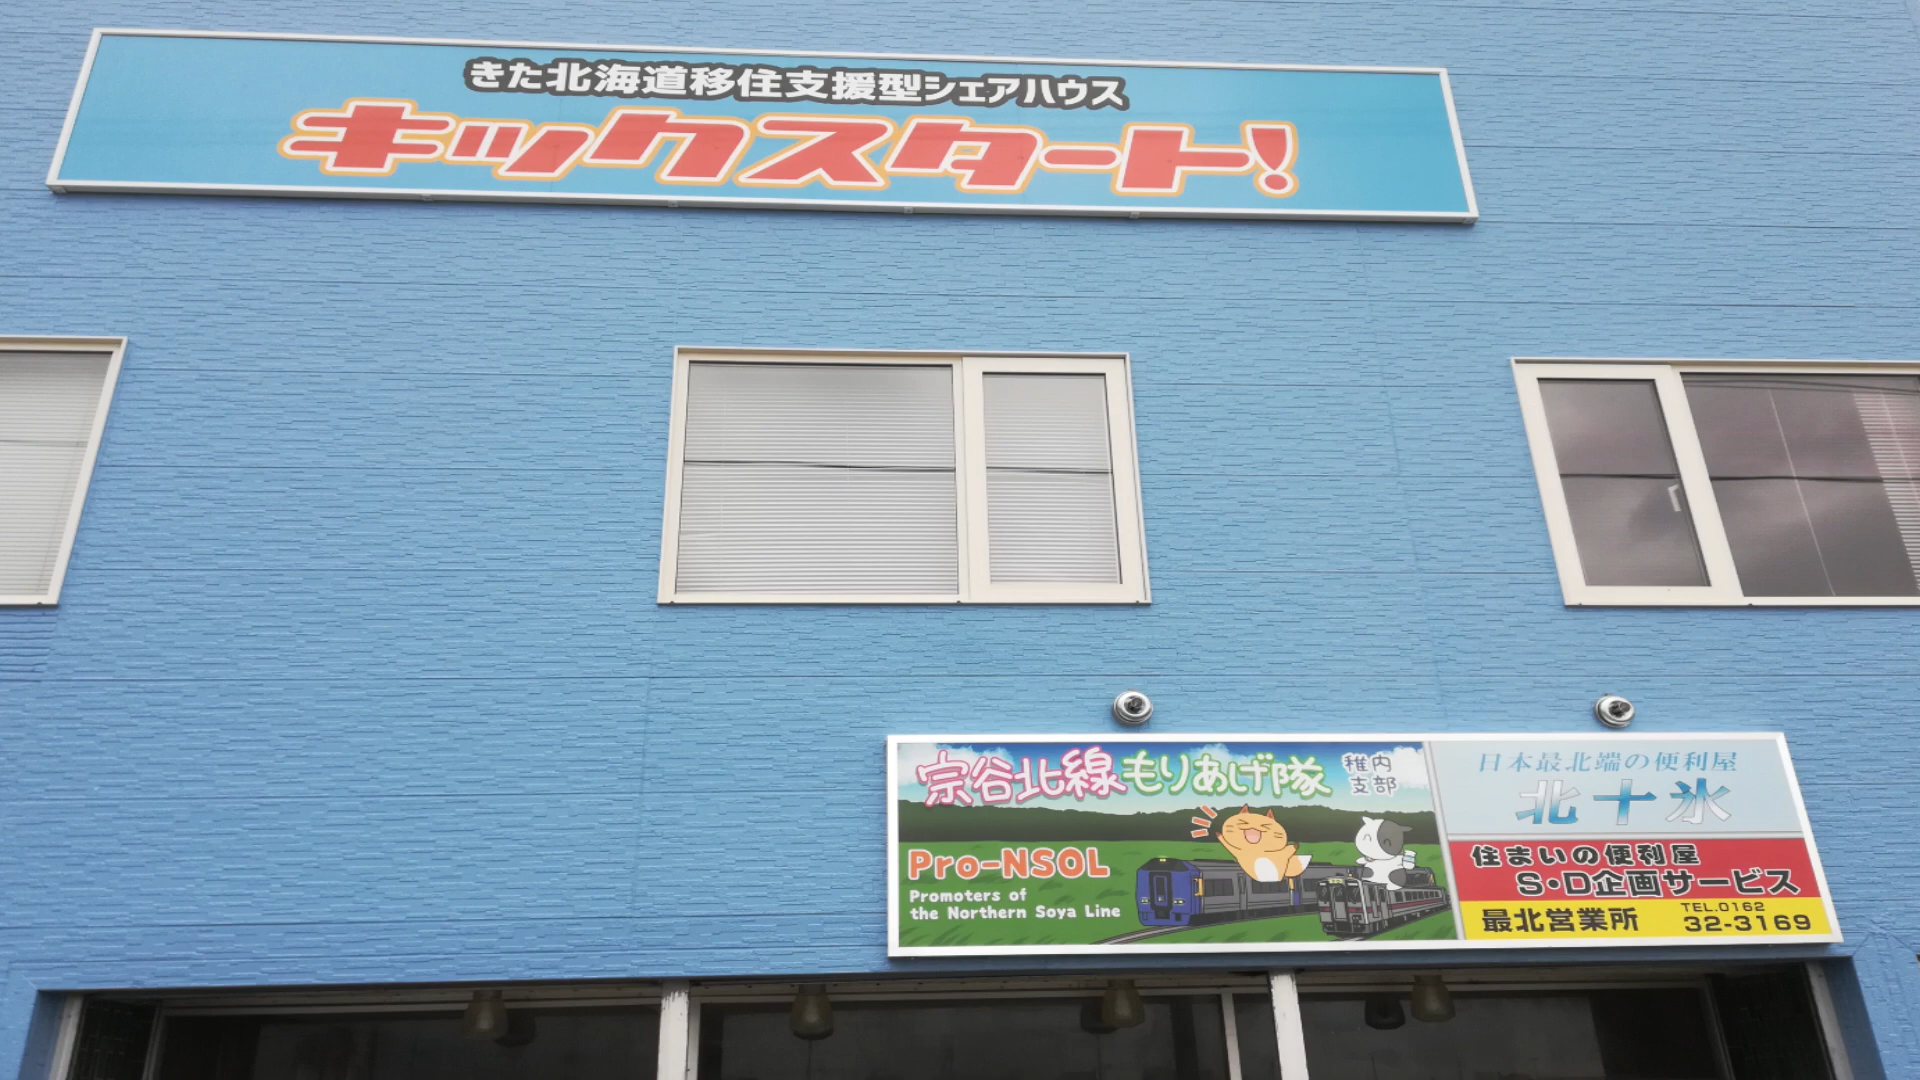 きた北海道移住支援型シェアハウス
キックスタート!
宗谷北線もりあげ隊
稚内
支部
Pro-NSOL
Promoters of
the Northern Soya Line
日本最北端の便利屋
北十氷
住まいの便利屋
S・D企画サービス
最北営業所
TEL.0162
32-3169